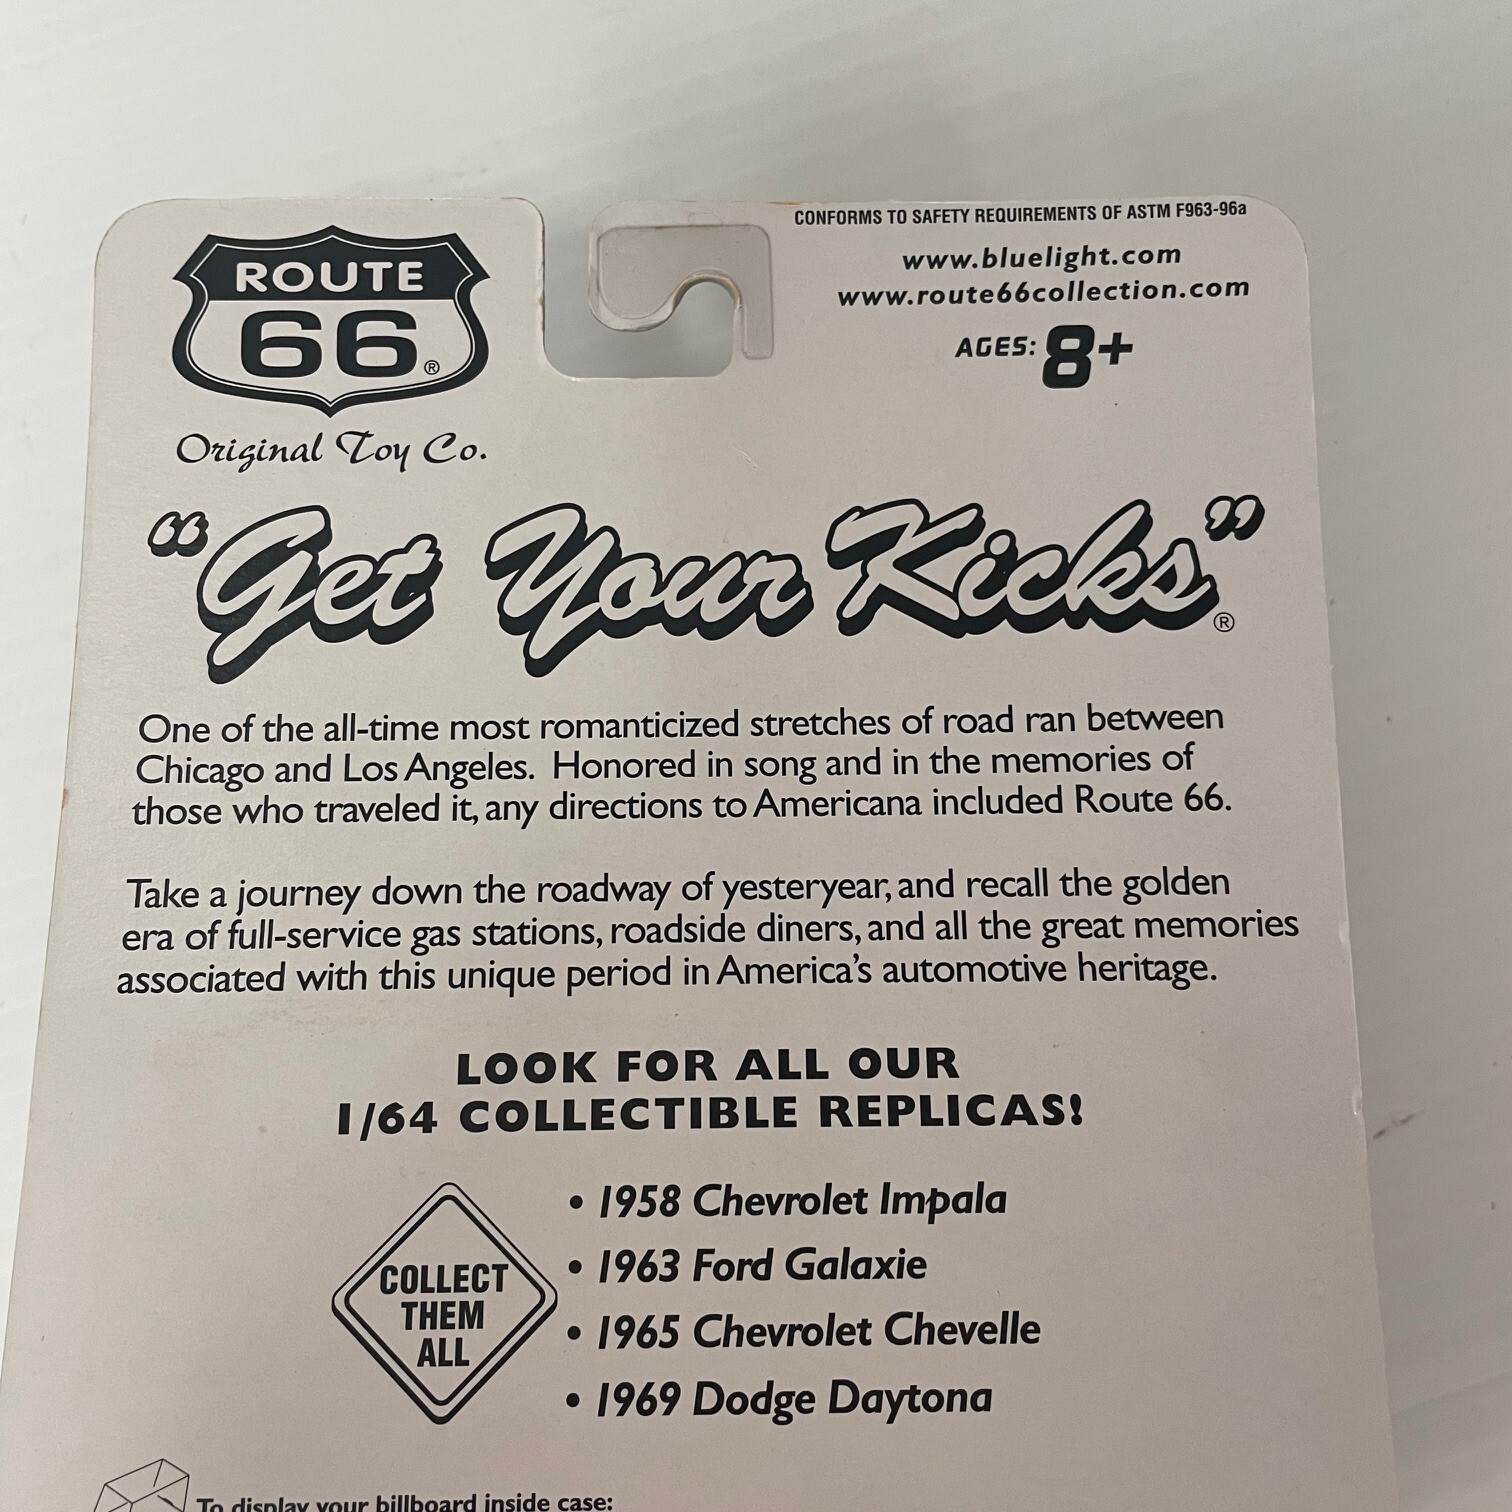 ROUTE
66®
Original Toy Co.
CONFORMS TO SAFETY REQUIREMENTS OF ASTM F963-96a
www.bluelight.com
www.route66collection.com
AGES: 8+
“Get Your Kicks”®
One of the all-time most romanticized stretches of road ran between
Chicago and Los Angeles. Honored in song and in the memories of
those who traveled it, any directions to Americana included Route 66.
Take a journey down the roadway of yesteryear, and recall the golden
era of full-service gas stations, roadside diners, and all the great memories
associated with this unique period in America’s automotive heritage.
LOOK FOR ALL OUR
1/64 COLLECTIBLE REPLICAS!
COLLECT
THEM
ALL
• 1958 Chevrolet Impala
• 1963 Ford Galaxie
• 1965 Chevrolet Chevelle
• 1969 Dodge Daytona
To display your billboard inside case: